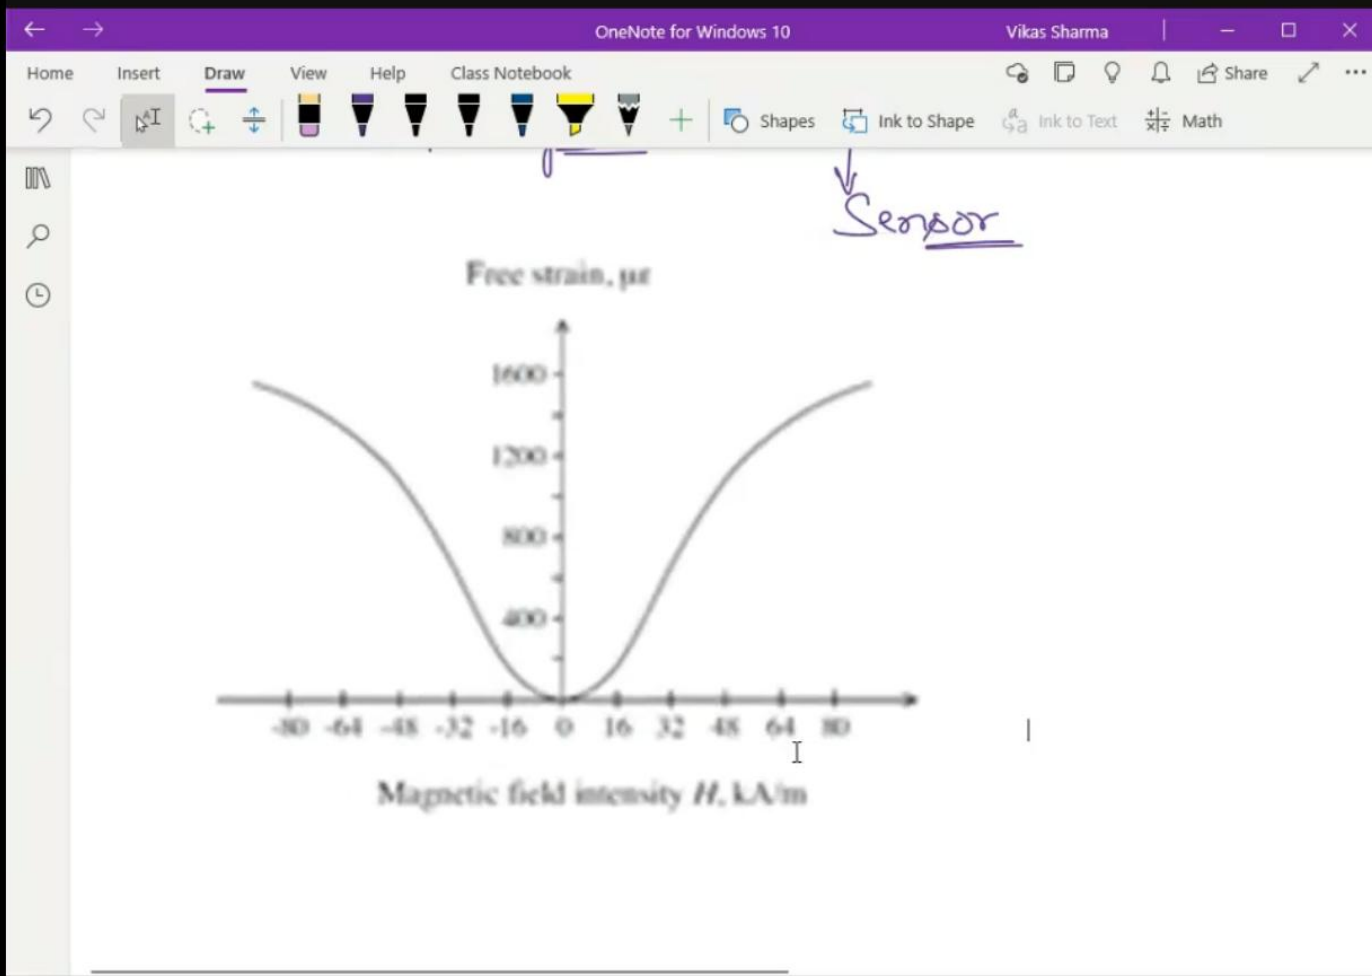 OneNote for Windows 10 Vikas Sharma
Home Insert Draw View Help Class Notebook Share
Shapes Ink to Shape Ink to Text Math
Sensor
Free strain, με
1600
1200
800
400
-80 -64 -48 -32 -16 0 16 32 48 64 80
Magnetic field intensity H, kA/m